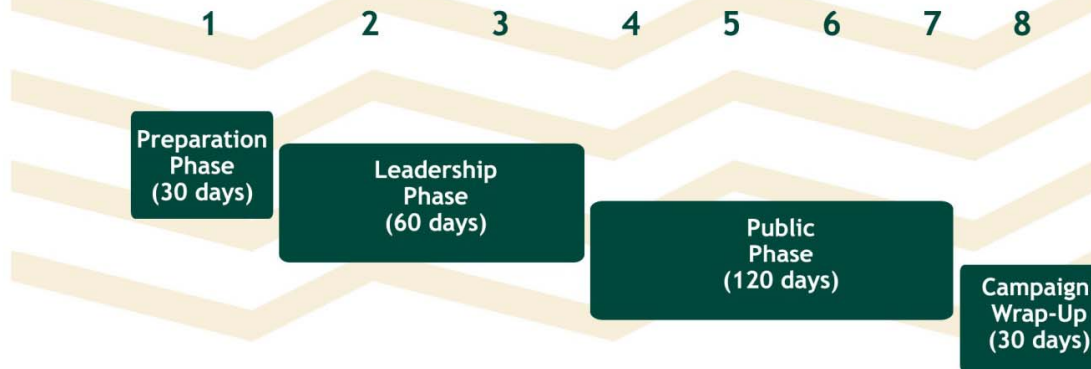 1 2 3 4 5 6 7 8
Preparation
Phase
(30 days)
Leadership
Phase
(60 days)
Public
Phase
(120 days)
Campaign
Wrap-Up
(30 days)